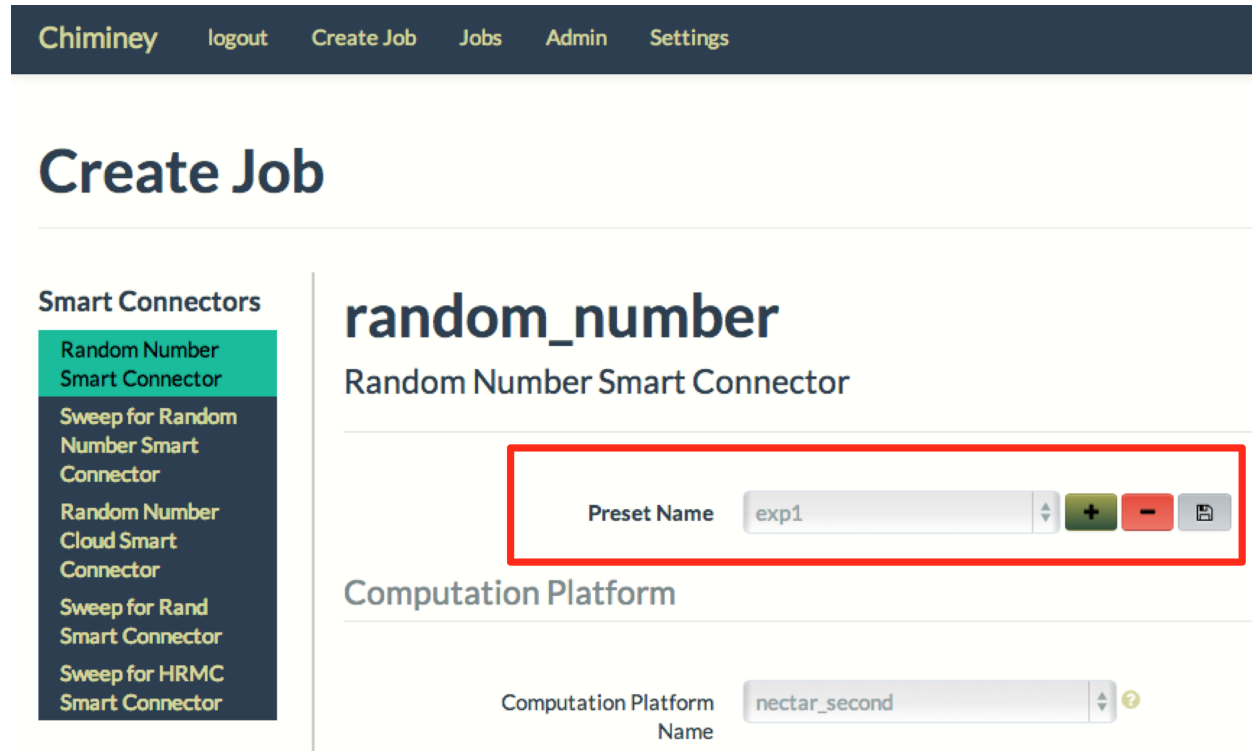 Chiminey logout Create Job Jobs Admin Settings
Create Job
Smart Connectors
Random Number
Smart Connector
Sweep for Random
Number Smart
Connector
Random Number
Cloud Smart
Connector
Sweep for Rand
Smart Connector
Sweep for HRMC
Smart Connector
random_number
Random Number Smart Connector
Preset Name exp1 + -
Computation Platform
Computation Platform
Name
nectar_second ?